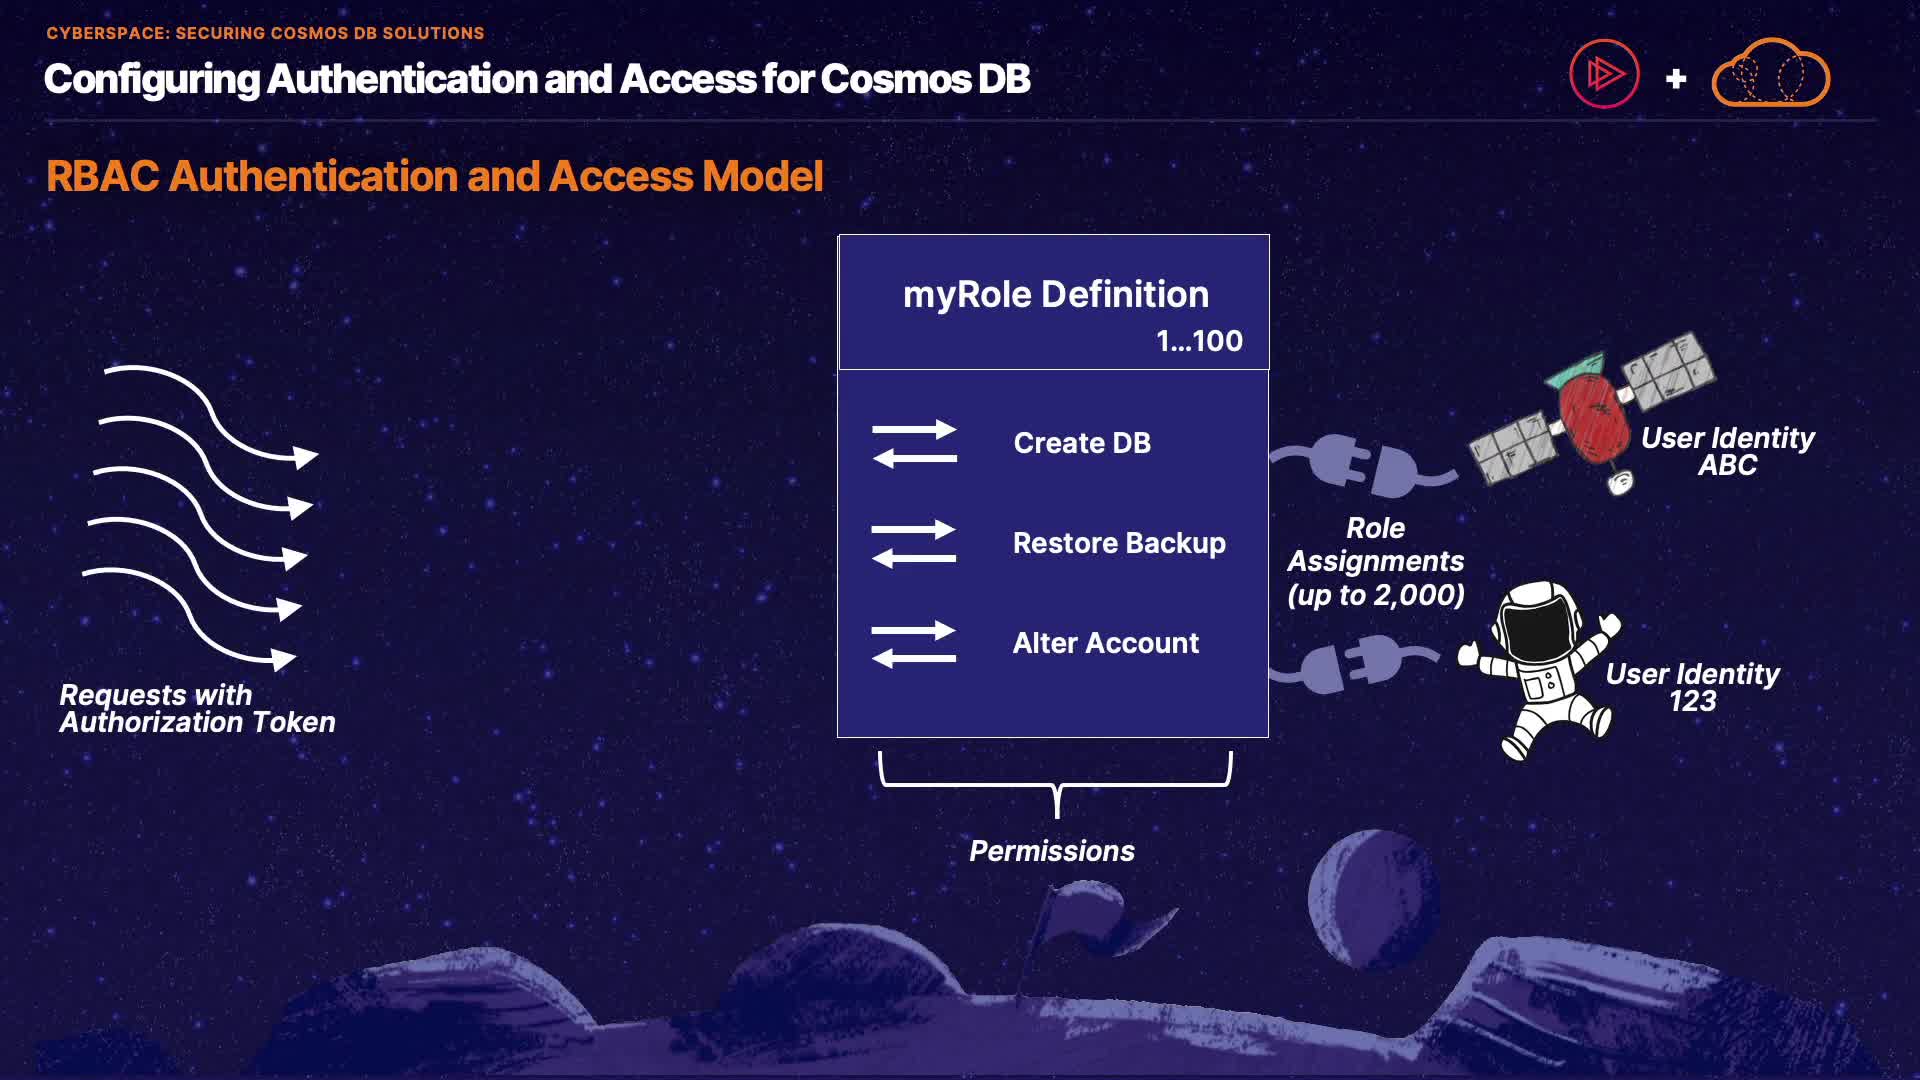 CYBERSPACE: SECURING COSMOS DB SOLUTIONS
Configuring Authentication and Access for Cosmos DB
+
RBAC Authentication and Access Model
myRole Definition
1...100
Create DB
Restore Backup
Alter Account
Requests with
Authorization Token
Role
Assignments
(up to 2,000)
User Identity
ABC
User Identity
123
Permissions